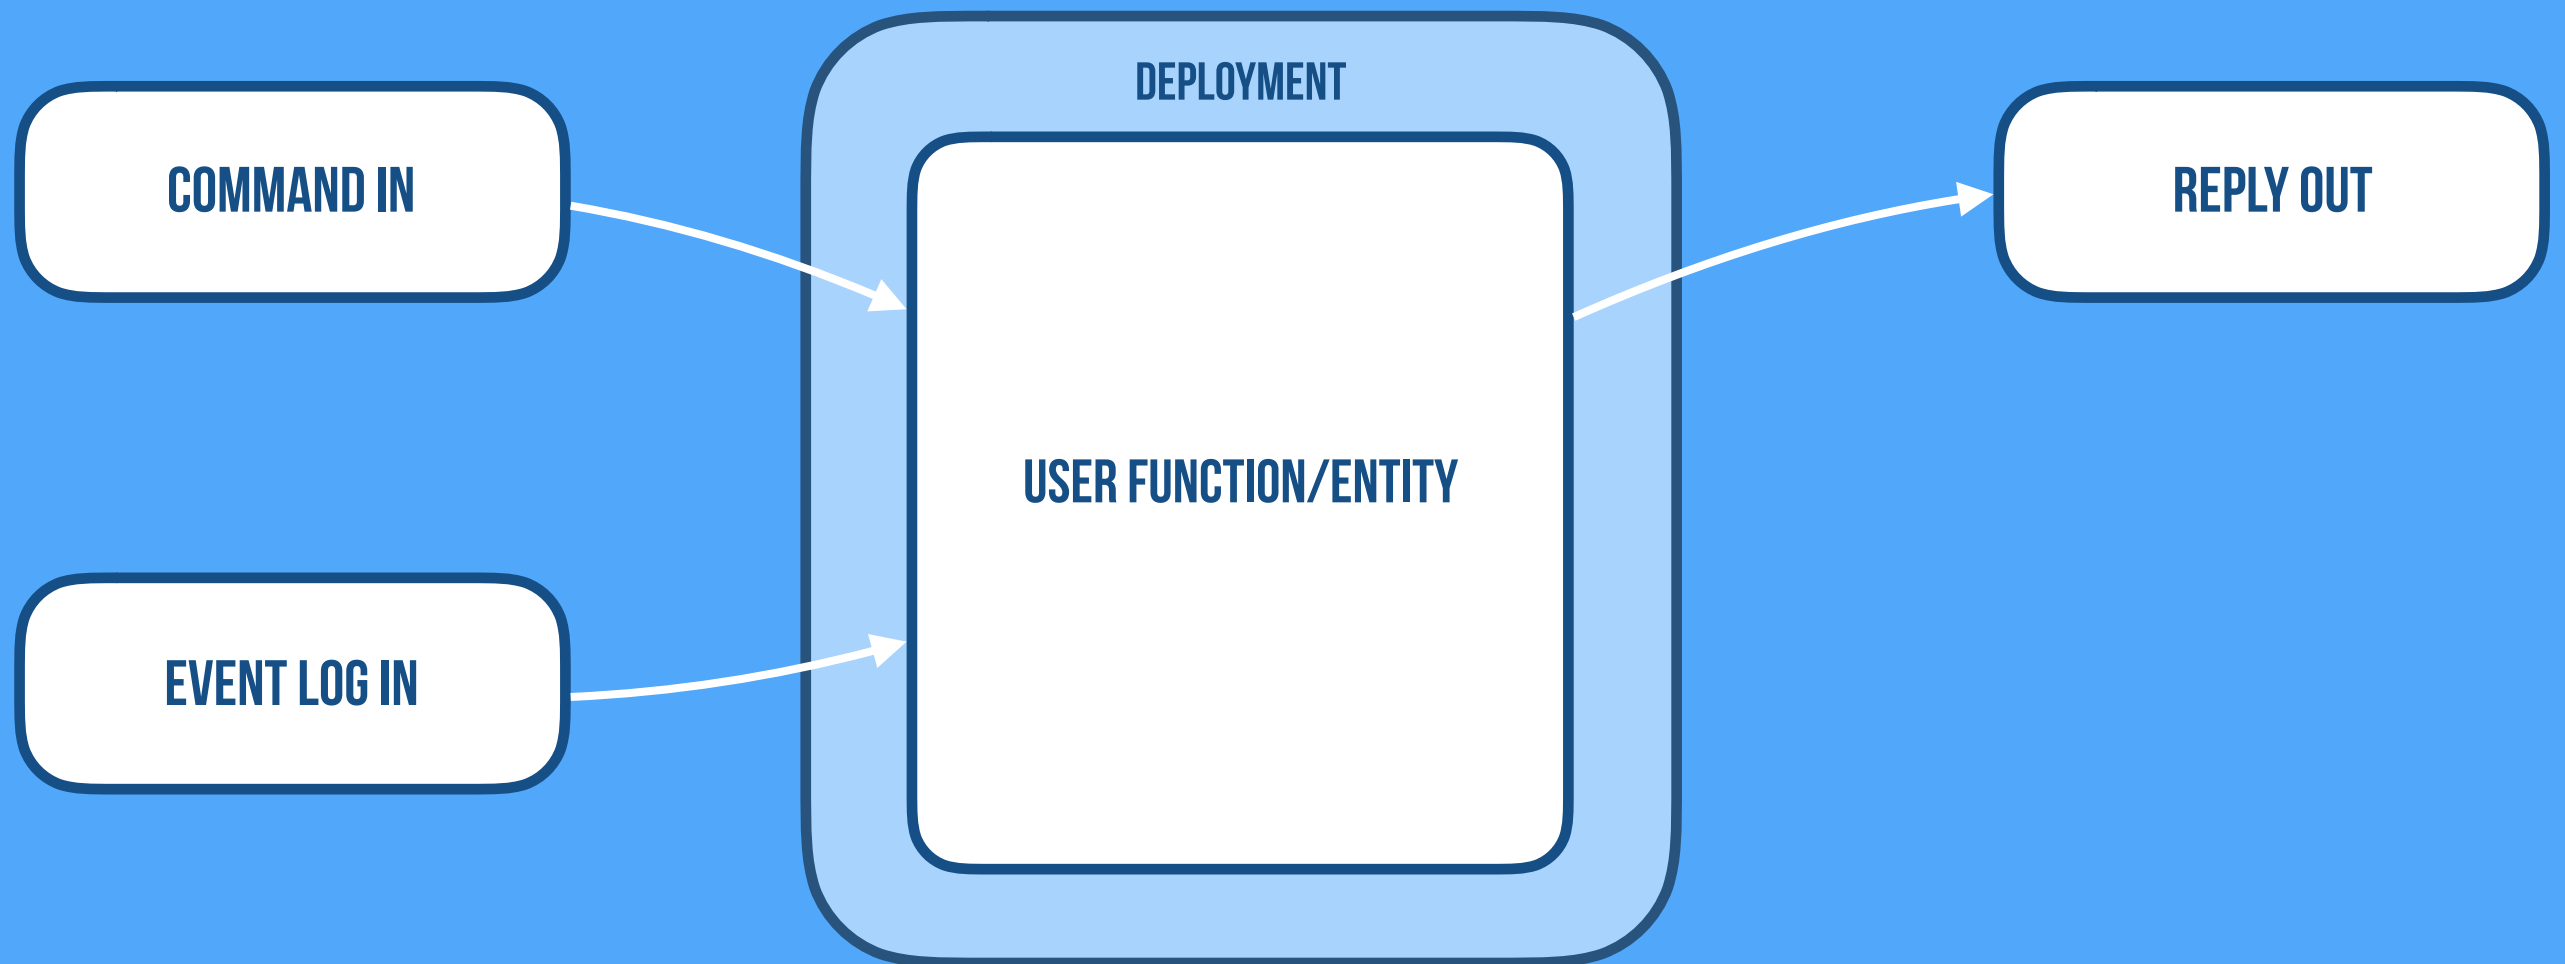 DEPLOYMENT
COMMAND IN
REPLY OUT
USER FUNCTION/ENTITY
EVENT LOG IN